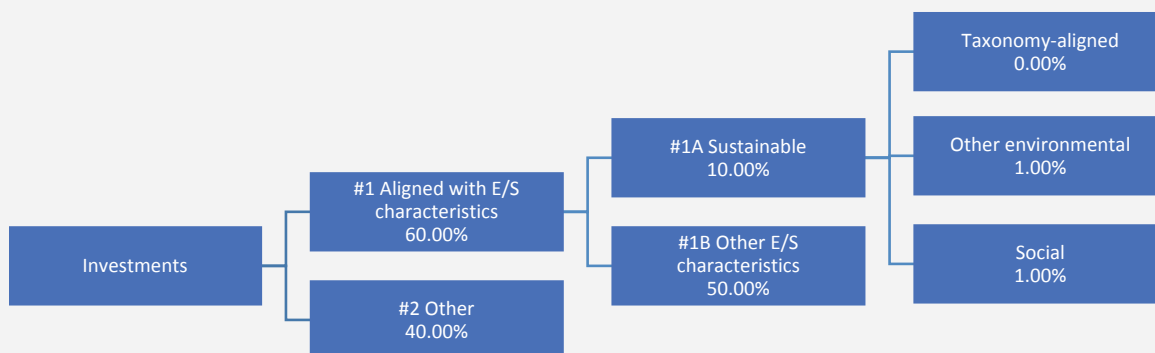 Investments
#1 Aligned with E/S
characteristics
60.00%
#2 Other
40.00%
#1A Sustainable
10.00%
#1B Other E/S
characteristics
50.00%
Taxonomy-aligned
0.00%
Other environmental
1.00%
Social
1.00%